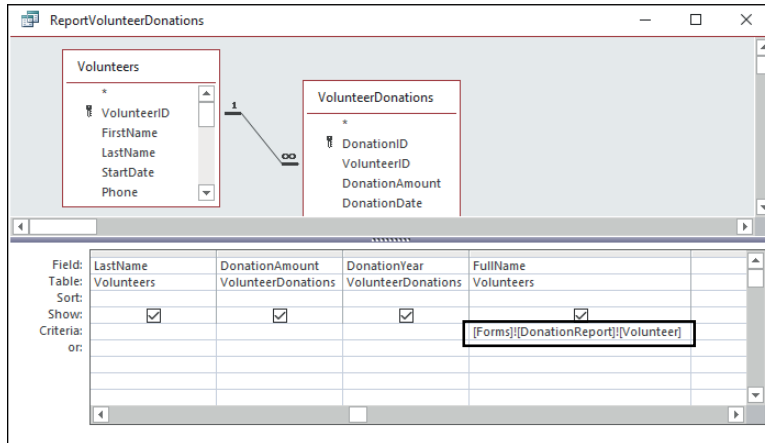 ReportVolunteerDonations
Volunteers
*
VolunteerID
FirstName
LastName
StartDate
Phone
1
∞
VolunteerDonations
*
DonationID
VolunteerID
DonationAmount
DonationDate
Field: LastName DonationAmount DonationYear FullName
Table: Volunteers VolunteerDonations VolunteerDonations Volunteers
Sort:
Show:
Criteria: [Forms]![DonationReport]![Volunteer]
or: